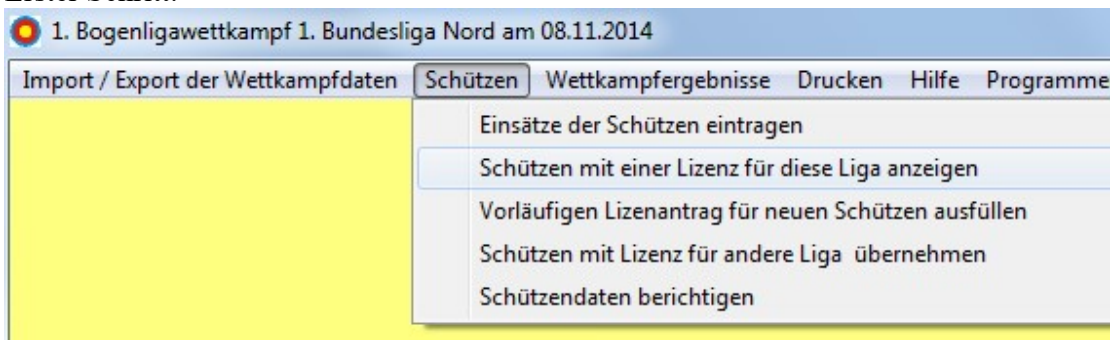 1. Bogenligawettkampf 1. Bundesliga Nord am 08.11.2014
Import / Export der Wettkampfdaten Schützen Wettkampfergebnisse Drucken Hilfe Programme
Einsätze der Schützen eintragen
Schützen mit einer Lizenz für diese Liga anzeigen
Vorläufigen Lizenantrag für neuen Schützen ausfüllen
Schützen mit Lizenz für andere Liga übernehmen
Schützendaten berichtigen